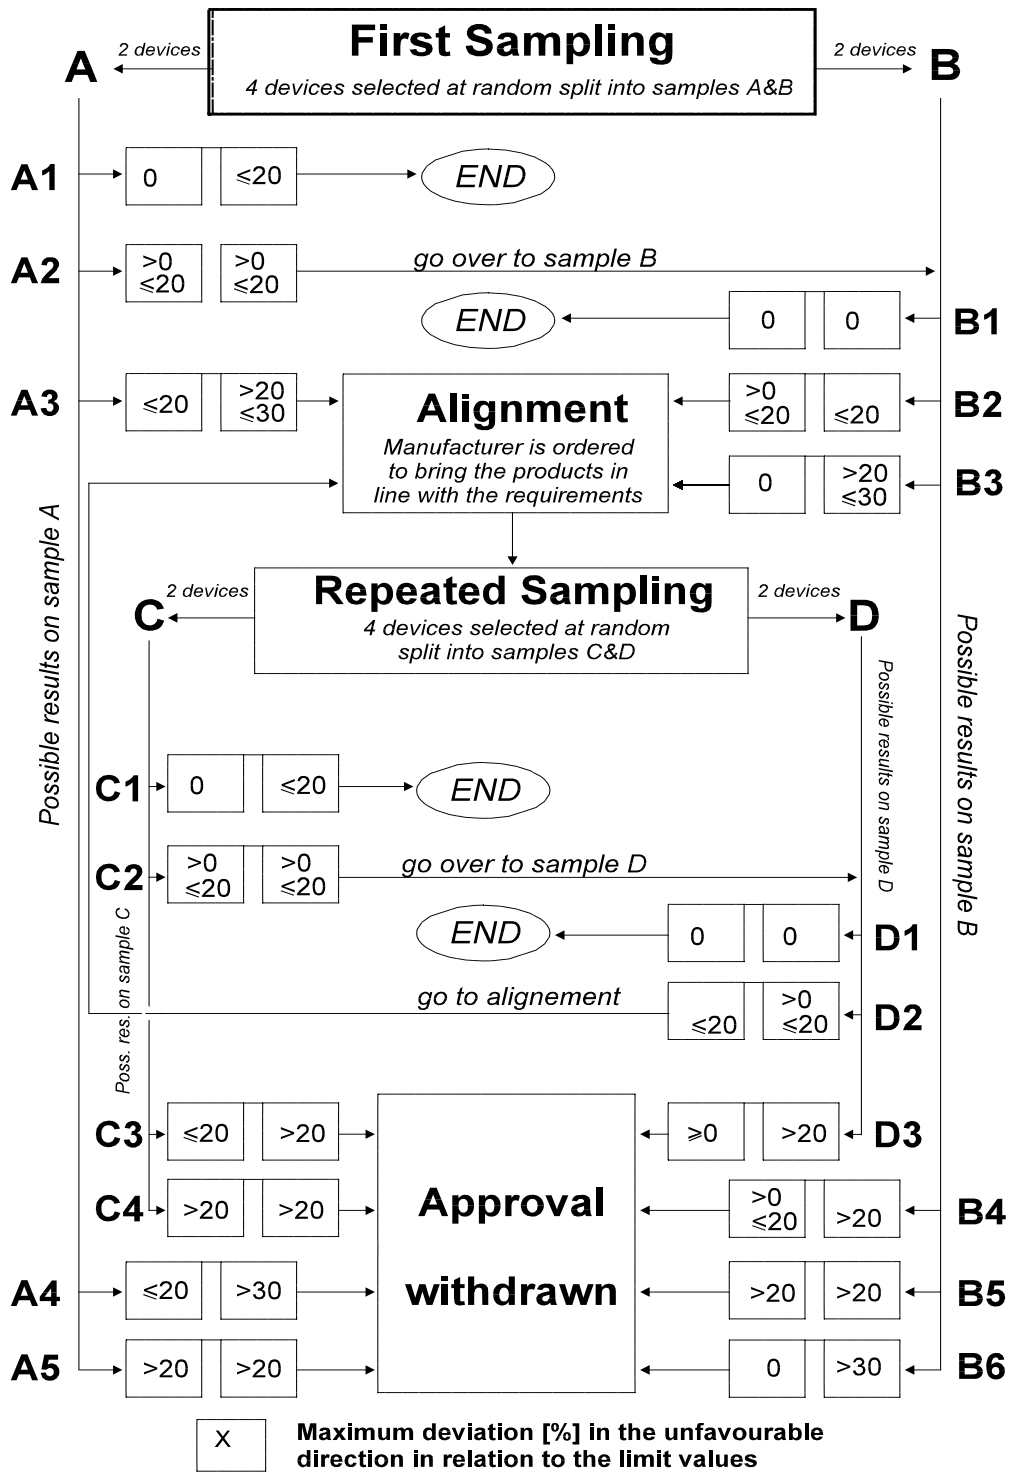 First Sampling
4 devices selected at random split into samples A&B
A
2 devices
2 devices
B
A1
0
⩽20
END
A2
>0
⩽20
>0
⩽20
go over to sample B
END
0
0
B1
A3
⩽20
>20
⩽30
Alignment
Manufacturer is ordered
to bring the products in
line with the requirements
>0
⩽20
⩽20
B2
0
>20
⩽30
B3
Possible results on sample A
Possible results on sample B
Repeated Sampling
4 devices selected at random
split into samples C&D
C
2 devices
2 devices
D
Possible results on sample D
C1
0
⩽20
END
C2
>0
⩽20
>0
⩽20
go over to sample D
Poss. res. on sample C
END
0
0
D1
go to alignement
⩽20
>0
⩽20
D2
C3
⩽20
>20
⩾0
>20
D3
C4
>20
>20
Approval
withdrawn
>0
⩽20
>20
B4
A4
⩽20
>30
>20
>20
B5
A5
>20
>20
0
>30
B6
X
Maximum deviation [%] in the unfavourable
direction in relation to the limit values